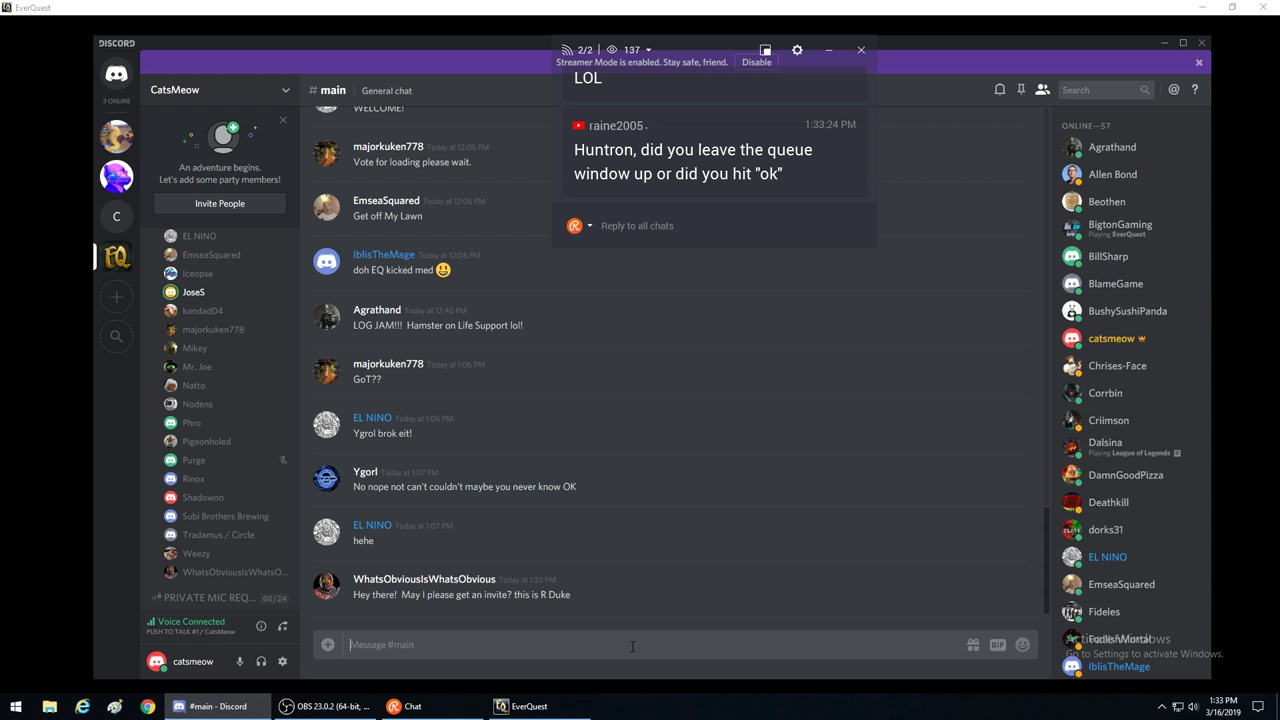 EverQuest
DISCORD
2/2 137
Streamer Mode is enabled. Stay safe, friend. Disable
LOL
raine2005
1:33:24 PM
Huntron, did you leave the queue
window up or did you hit "ok"
Reply to all chats
3 ONLINE
C
CatsMeow
An adventure begins.
Let's add some party members!
Invite People
EL NINO
EmseaSquared
Iceopse
JoseS
kondad04
majorkuken778
Mikey
Mr. Joe
Natto
Nodens
Phro
Pigeonholed
Purge
Rinox
Shadowon
Subi Brothers Brewing
Tradamus / Circle
Weezy
WhatsObviousIsWhatsO...
PRIVATE MIC REQ... 00/24
Voice Connected
PUSH TO TALK #1 / CatsMeow
catsmeow
# main General chat
WELCOME!
majorkuken778 Today at 12:05 PM
Vote for loading please wait.
EmseaSquared Today at 12:06 PM
Get off My Lawn
IblisTheMage Today at 12:08 PM
doh EQ kicked med
Agrathand Today at 12:40 PM
LOG JAM!!! Hamster on Life Support lol!
majorkuken778 Today at 1:06 PM
GoT??
EL NINO Today at 1:06 PM
Ygrol brok eit!
Ygorl Today at 1:07 PM
No nope not can't couldn't maybe you never know OK
EL NINO Today at 1:07 PM
hehe
WhatsObviousIsWhatsObvious Today at 1:22 PM
Hey there! May I please get an invite? this is R Duke
Message #main
GIF
Search
ONLINE—57
Agrathand
Allen Bond
Beothen
BigtonGaming
Playing EverQuest
BillSharp
BlameGame
BushySushiPanda
catsmeow
Chrises-Face
Corrbin
Criimson
Dalsina
Playing League of Legends
DamnGoodPizza
Deathkill
dorks31
EL NINO
EmseaSquared
Fideles
Activate Windows
Go to Settings to activate Windows.
IblisTheMage
#main - Discord
OBS 23.0.2 (64-bit, ...
Chat
EverQuest
1:33 PM
3/16/2019